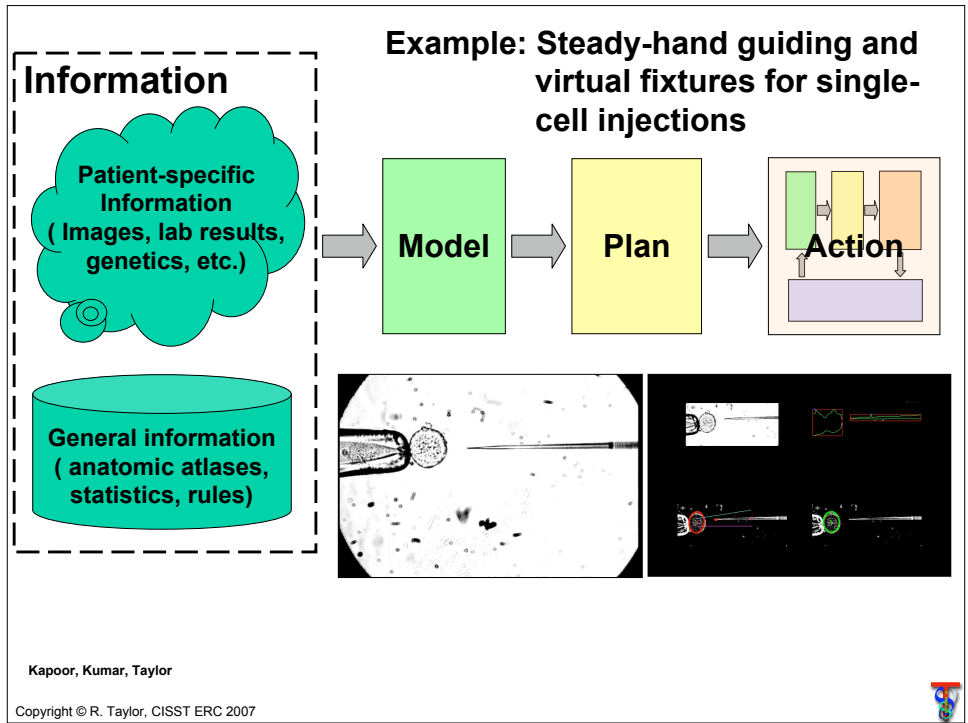 Example: Steady-hand guiding and
virtual fixtures for single-
cell injections
Information
Patient-specific
Information
( Images, lab results,
genetics, etc.)
Model
Plan
Action
General information
( anatomic atlases,
statistics, rules)
Kapoor, Kumar, Taylor
Copyright © R. Taylor, CISST ERC 2007